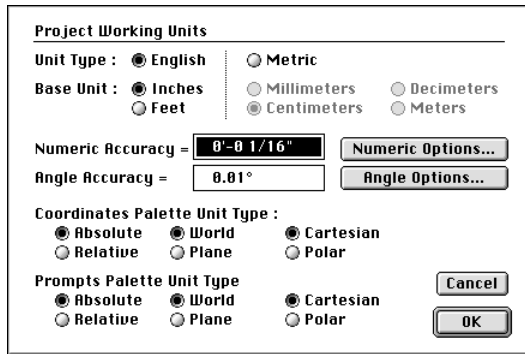 Project Working Units
Unit Type : English Metric
Base Unit : Inches Millimeters Decimeters
Feet Centimeters Meters
Numeric Accuracy = 0'-0 1/16" Numeric Options...
Angle Accuracy = 0.01° Angle Options...
Coordinates Palette Unit Type :
Absolute World Cartesian
Relative Plane Polar
Prompts Palette Unit Type
Absolute World Cartesian
Relative Plane Polar
Cancel
OK